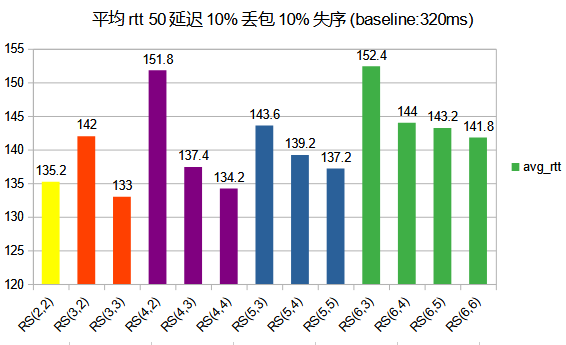 平均 rtt 50 延迟 10% 丢包 10% 失序 (baseline:320ms)
155
150
145
140
135
130
125
120
135.2
142
133
151.8
137.4
134.2
143.6
139.2
137.2
152.4
144
143.2
141.8
RS(2,2)
RS(3,2)
RS(3,3)
RS(4,2)
RS(4,3)
RS(4,4)
RS(5,3)
RS(5,4)
RS(5,5)
RS(6,3)
RS(6,4)
RS(6,5)
RS(6,6)
avg_rtt